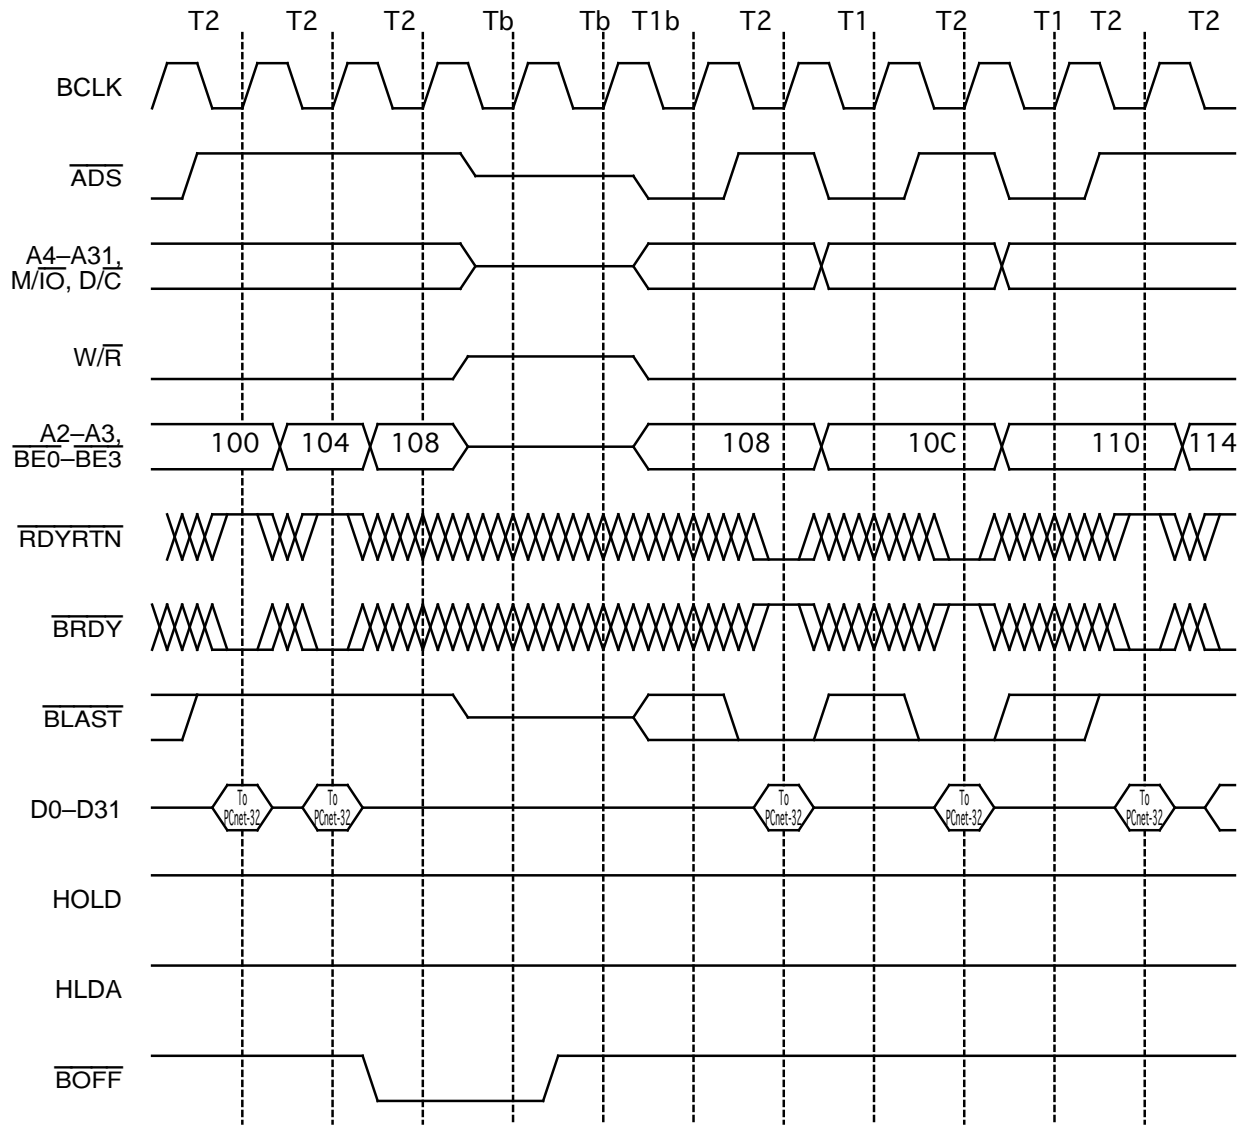 T2 T2 T2 Tb Tb T1b T2 T1 T2 T1 T2 T2
BCLK
ADS
A4–A31,
M/IO, D/C
W/R
A2–A3,
BE0–BE3
100 104 108 108 10C 110 114
RDYRTN
BRDY
BLAST
D0–D31
To PCnet-32
To PCnet-32
To PCnet-32
To PCnet-32
To PCnet-32
HOLD
HLDA
BOFF